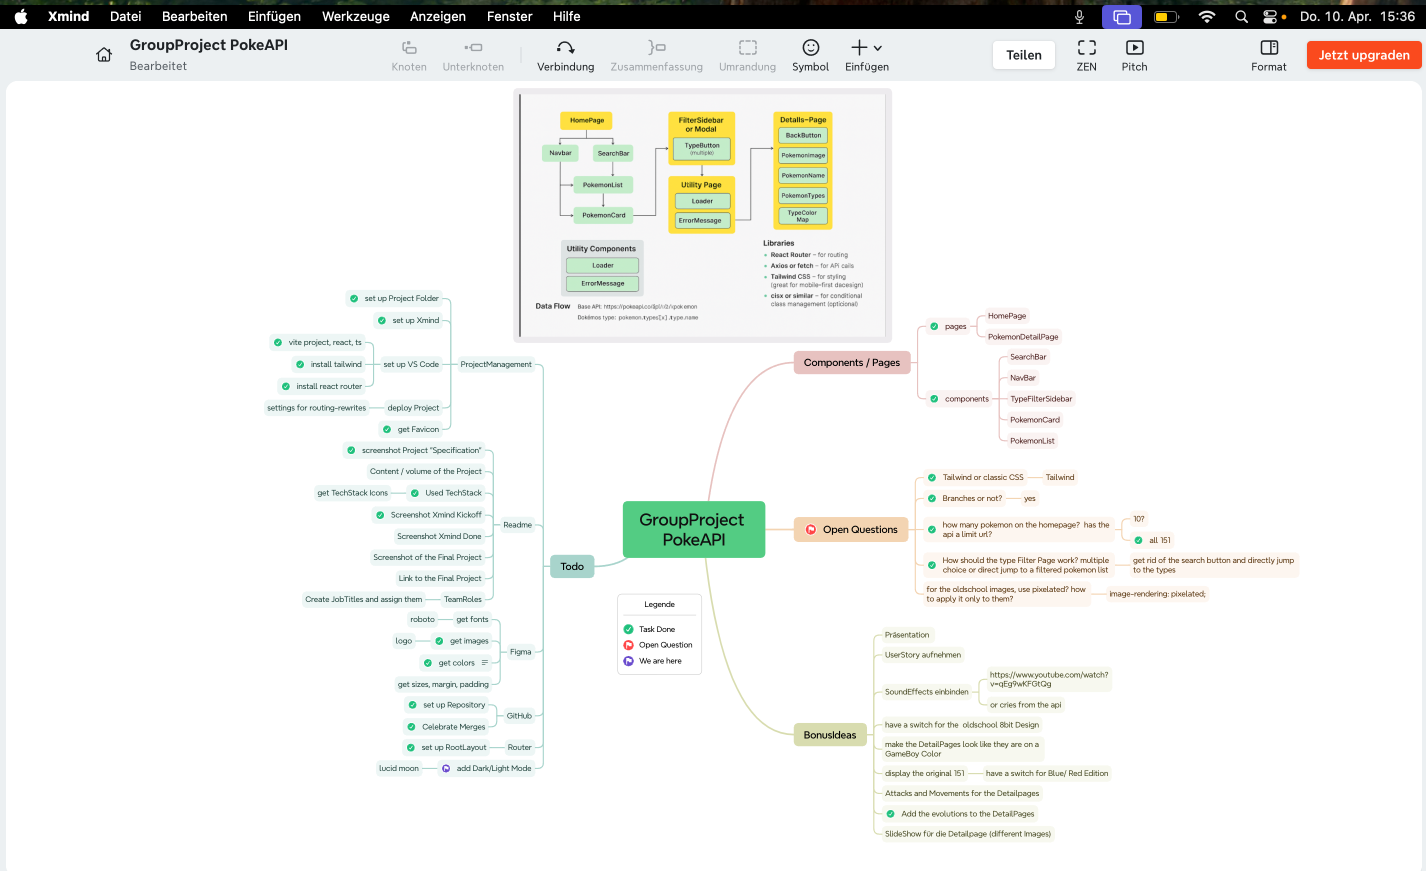 Xmind Datei Bearbeiten Einfügen Werkzeuge Anzeigen Fenster Hilfe Do. 10. Apr. 15:36
GroupProject PokeAPI
Bearbeitet
Knoten Unterknoten Verbindung Zusammenfassung Umrandung Symbol Einfügen
Teilen ZEN Pitch Format Jetzt upgraden
HomePage
Navbar
SearchBar
PokemonList
PokemonCard
FilterSidebar
or Modal
TypeButton
(multiple)
Utility Page
Loader
ErrorMessage
Detalls–Page
BackButton
Pokemonimage
PokemonName
PokemonTypes
TypeColor
Map
Utility Components
Loader
ErrorMessage
Libraries
React Router – for routing
Axios or fetch – for APi calls
Tailwind CSS – for styling
(great for mobile-first dacesign)
cisx or similar – for conditional
class management (opticional)
Data Flow
Dokémos type: pokemon.types[x].type.name
set up Project Folder
set up Xmind
vite project, react, ts
install tailwind
install react router
set up VS Code
ProjectManagement
settings for routing-rewrites
deploy Project
get Favicon
screenshot Project "Specification"
Content / volume of the Project
get TechStack Icons
Used TechStack
Screenshot Xmind Kickoff
Readme
Screenshot Xmind Done
Screenshot of the Final Project
Link to the Final Project
Create JobTitles and assign them
TeamRoles
roboto
get fonts
logo
get images
Figma
get colors
get sizes, margin, padding
set up Repository
GitHub
Celebrate Merges
set up RootLayout
Router
lucid moon
add Dark/Light Mode
Todo
GroupProject
PokeAPI
Legende
Task Done
Open Question
We are here
Components / Pages
pages
HomePage
PokemonDetailPage
components
SearchBar
NavBar
TypeFilterSidebar
PokemonCard
PokemonList
Open Questions
Tailwind or classic CSS
Tailwind
Branches or not?
yes
how many pokemon on the homepage? has the
api a limit url?
10?
all 151
How should the type Filter Page work? multiple
choice or direct jump to a filtered pokemon list
get rid of the search button and directly jump
to the types
for the oldschool images, use pixelated? how
to apply it only to them?
image-rendering: pixelated;
BonusIdeas
Präsentation
UserStory aufnehmen
SoundEffects einbinden
https://www.youtube.com/watch?
v=qEg9wKFGtQg
or cries from the api
have a switch for the oldschool 8bit Design
make the DetailPages look like they are on a
GameBoy Color
display the original 151
have a switch for Blue/ Red Edition
Attacks and Movements for the Detailpages
Add the evolutions to the DetailPages
SlideShow für die Detailpage (different Images)